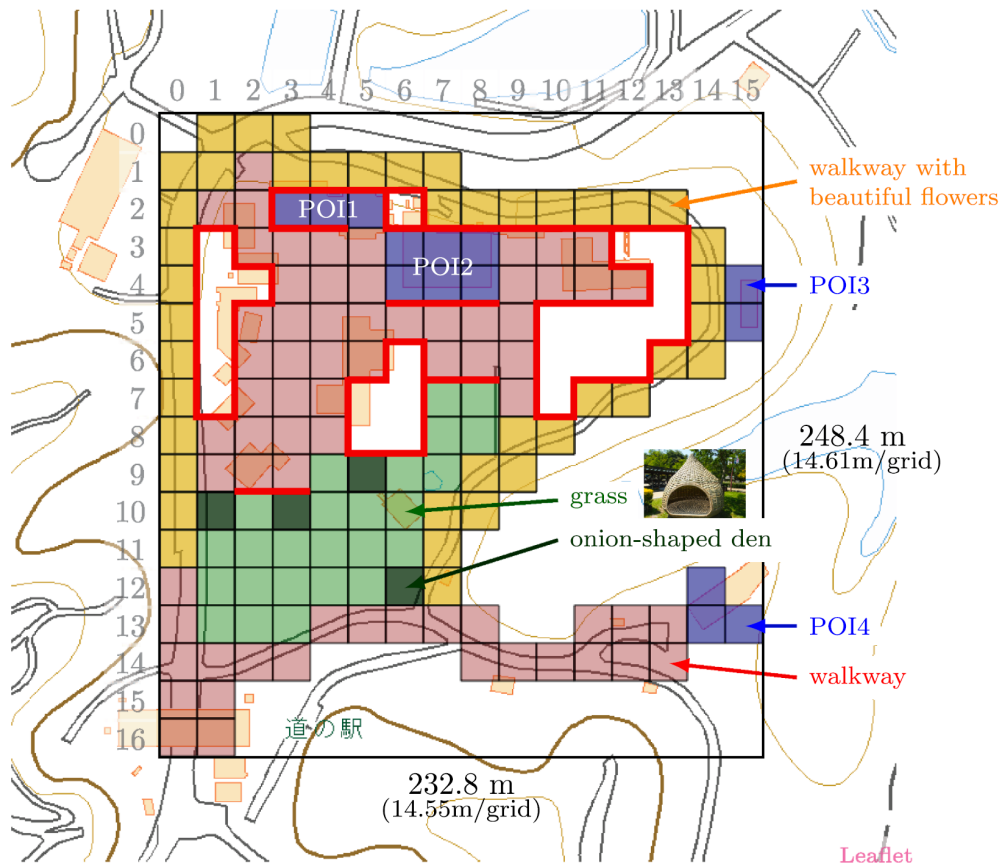 0 1 2 3 4 5 6 7 8 9 10 11 12 13 14 15
0
1
2
3
4
5
6
7
8
9
10
11
12
13
14
15
16
POI1
POI2
walkway with
beautiful flowers
POI3
248.4 m
(14.61m/grid)
grass
onion-shaped den
POI4
walkway
道の駅
232.8 m
(14.55m/grid)
Leaflet